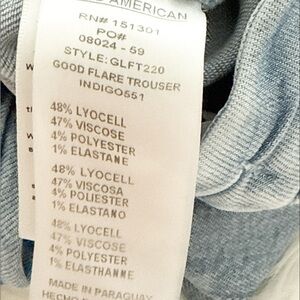 AMERICAN
RN# 151301
PO#
08024 - 59
STYLE: GLFT220
GOOD FLARE TROUSER
INDIGO551
48% LYOCELL
47% VISCOSE
4% POLYESTER
1% ELASTANE
48% LYOCELL
47% VISCOSA
4% POLIESTER
1% ELASTANO
48% LYOCELL
47% VISCOSE
4% POLYESTER
1% ELASTHANNE
MADE IN PARAGUAY
HECHO